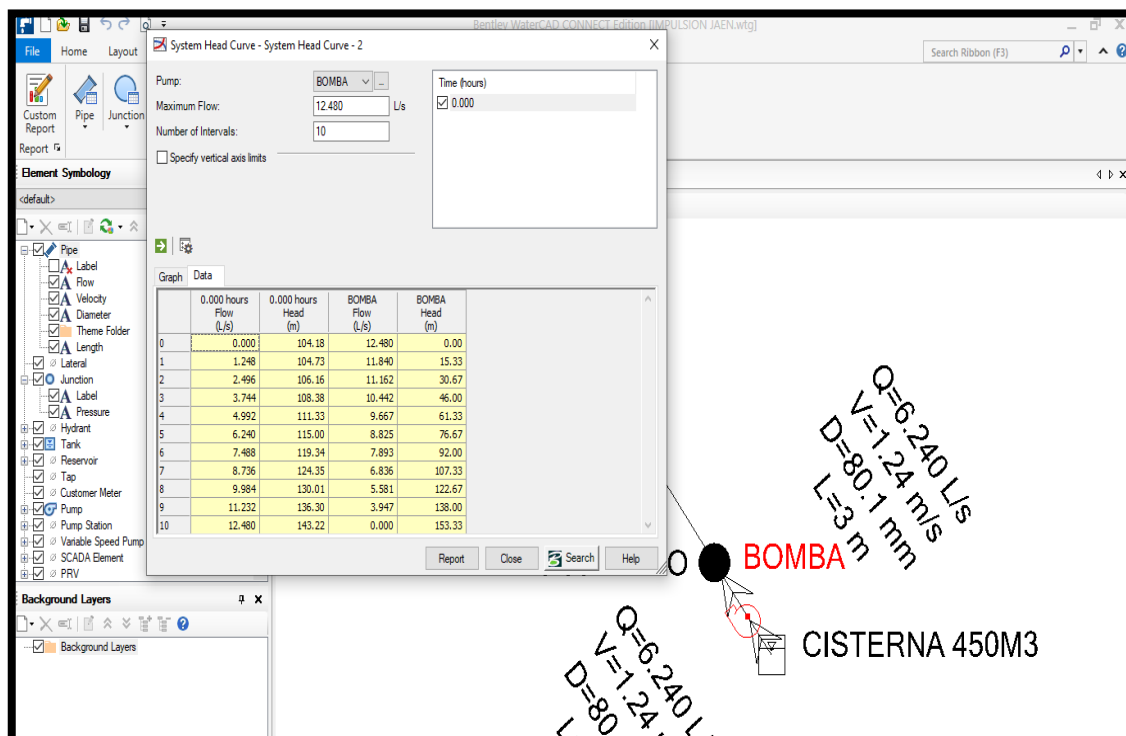 Bentley WaterCAD CONNECT Edition [IMPULSION JAEN.wtg]
File Home Layout
Search Ribbon (F3)
Custom Report
Pipe
Junction
Report
Element Symbology
<default>
Pipe
Label
Flow
Velocity
Diameter
Theme Folder
Length
Lateral
Junction
Label
Pressure
Hydrant
Tank
Reservoir
Tap
Customer Meter
Pump
Pump Station
Variable Speed Pump
SCADA Element
PRV
Background Layers
Background Layers
System Head Curve - System Head Curve - 2
Pump: BOMBA
Maximum Flow: 12.480 L/s
Number of Intervals: 10
Specify vertical axis limits
Time (hours)
0.000
Graph Data
0.000 hours Flow (L/s) 0.000 hours Head (m) BOMBA Flow (L/s) BOMBA Head (m)
0 0.000 104.18 12.480 0.00
1 1.248 104.73 11.840 15.33
2 2.496 106.16 11.162 30.67
3 3.744 108.38 10.442 46.00
4 4.992 111.33 9.667 61.33
5 6.240 115.00 8.825 76.67
6 7.488 119.34 7.893 92.00
7 8.736 124.35 6.836 107.33
8 9.984 130.01 5.581 122.67
9 11.232 136.30 3.947 138.00
10 12.480 143.22 0.000 153.33
Report Close Search Help
Q=6.240 L/s
V=1.24 m/s
D=80.1 mm
L=3 m
O
BOMBA
CISTERNA 450M3
Q=6.240 L
V=1.24
D=80
L